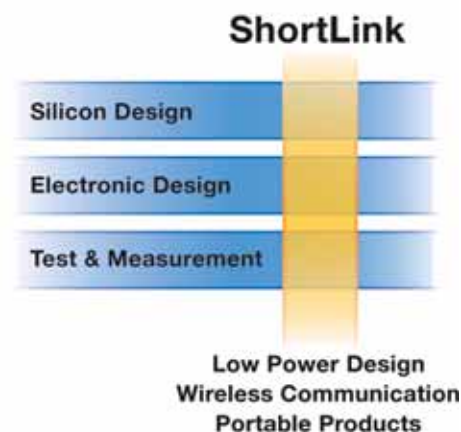 ShortLink
Silicon Design
Electronic Design
Test & Measurement
Low Power Design
Wireless Communication
Portable Products